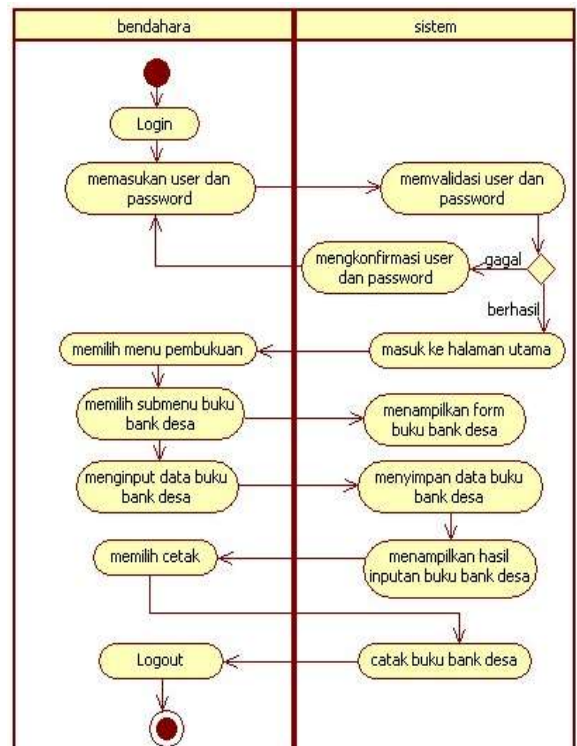 bendahara
sistem
Login
memasukan user dan
password
memvalidasi user dan
password
mengkonfirmasi user
dan password
gagal
berhasil
memilih menu pembukuan
masuk ke halaman utama
memilih submenu buku
bank desa
menampilkan form
buku bank desa
menginput data buku
bank desa
menyimpan data buku
bank desa
memilih cetak
menampilkan hasil
inputan buku bank desa
Logout
catak buku bank desa